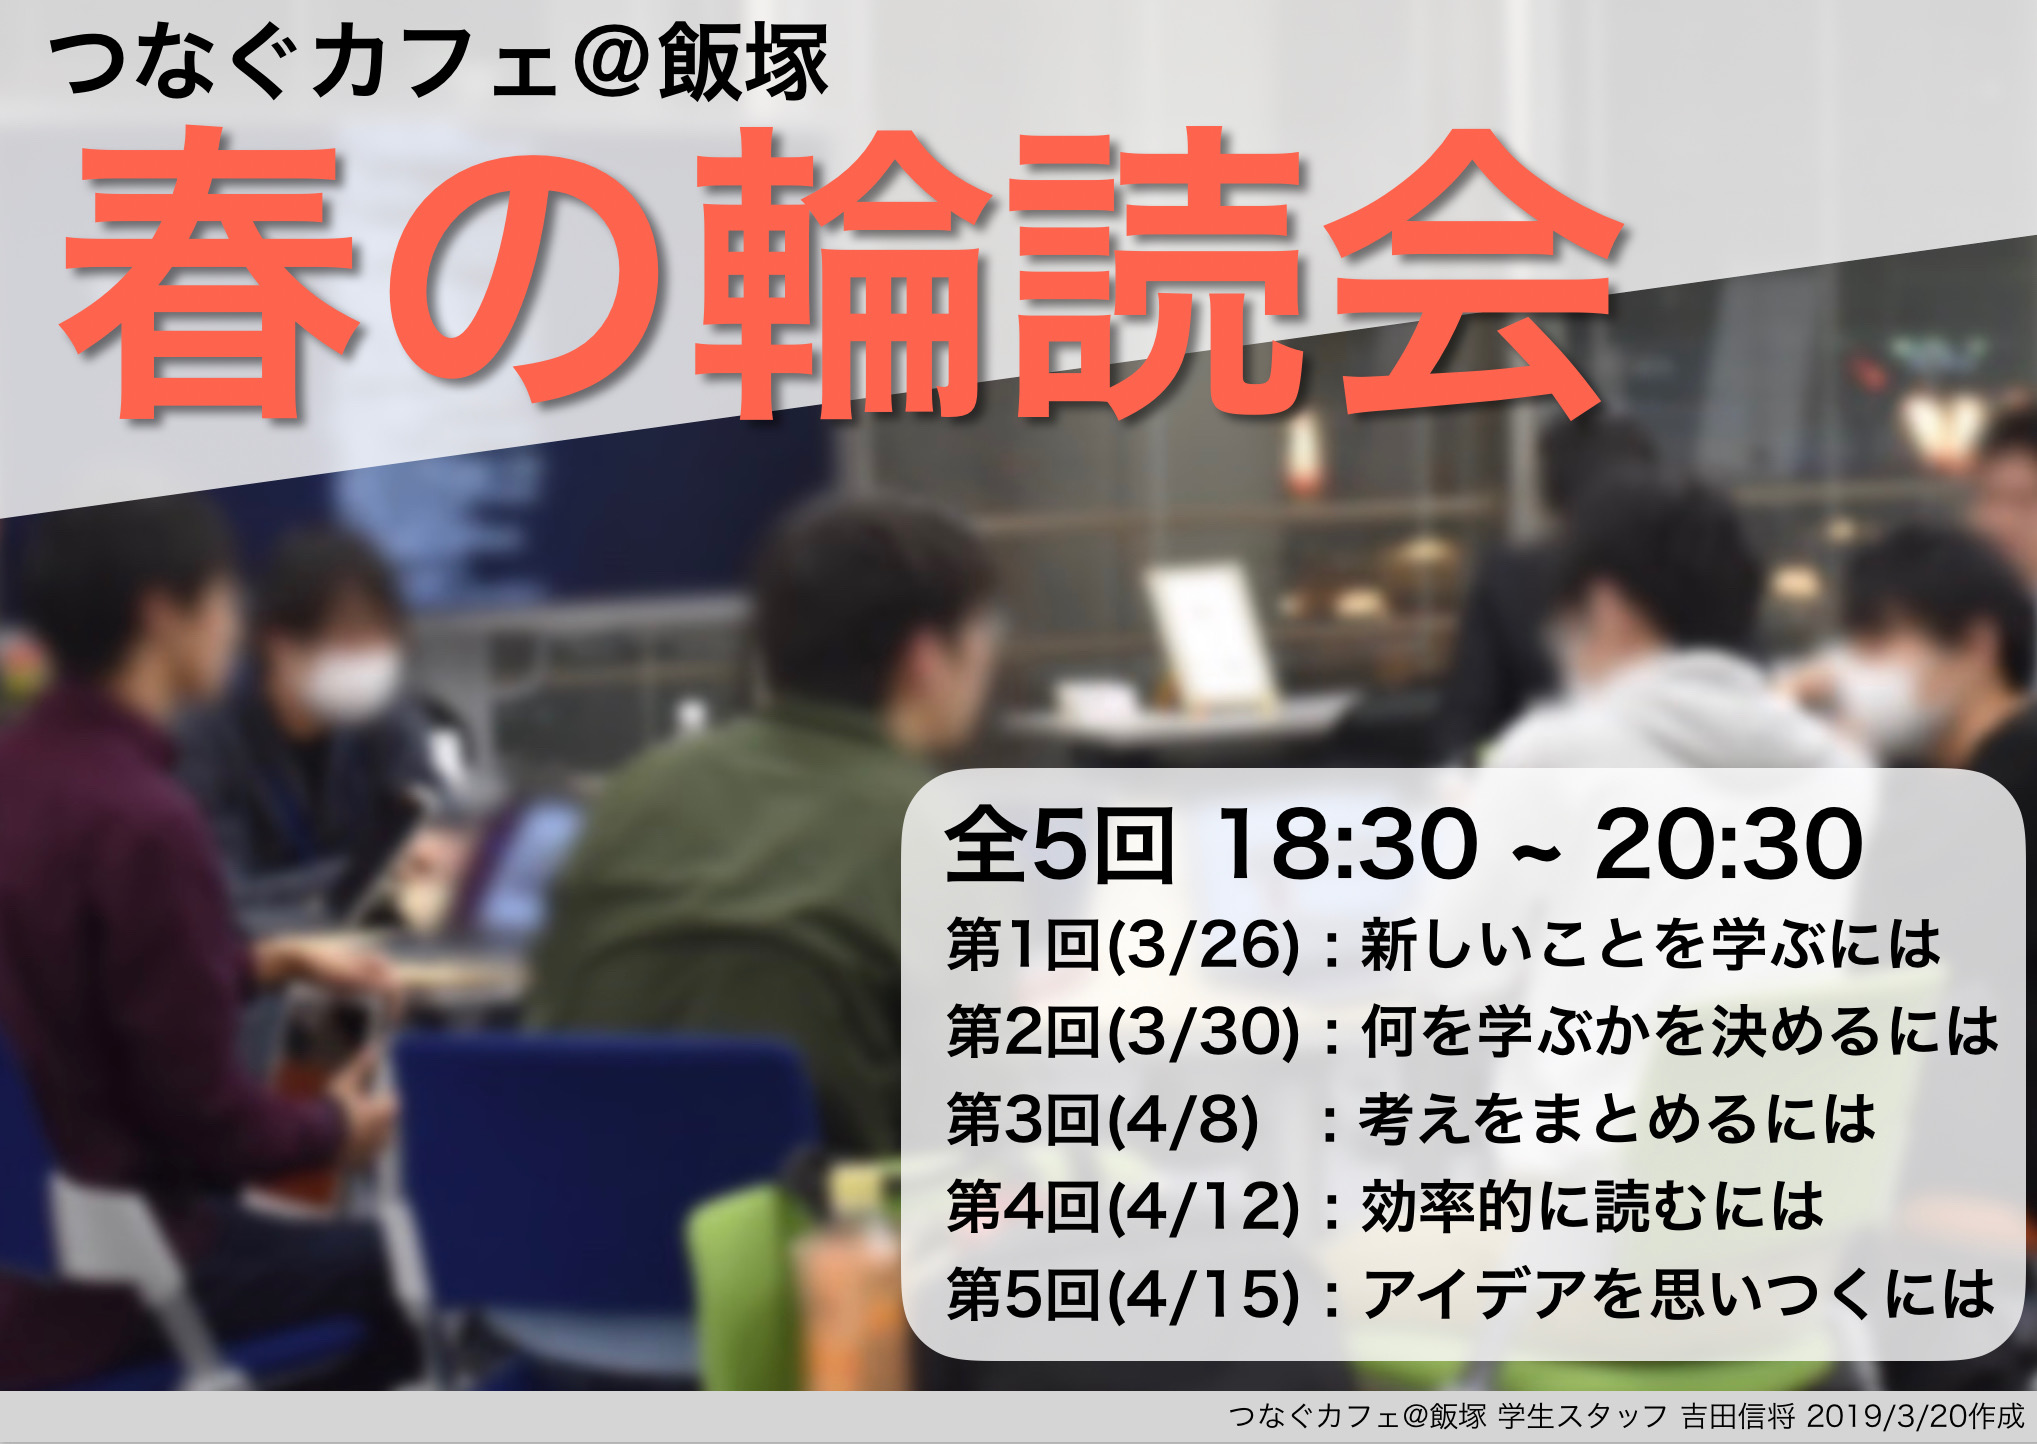 つなぐカフェ@飯塚
春の輪読会
全5回 18:30 ~ 20:30
第1回(3/26) : 新しいことを学ぶには
第2回(3/30) : 何を学ぶかを決めるには
第3回(4/8) : 考えをまとめるには
第4回(4/12) : 効率的に読むには
第5回(4/15) : アイデアを思いつくには
つなぐカフェ@飯塚 学生スタッフ 吉田信将 2019/3/20作成